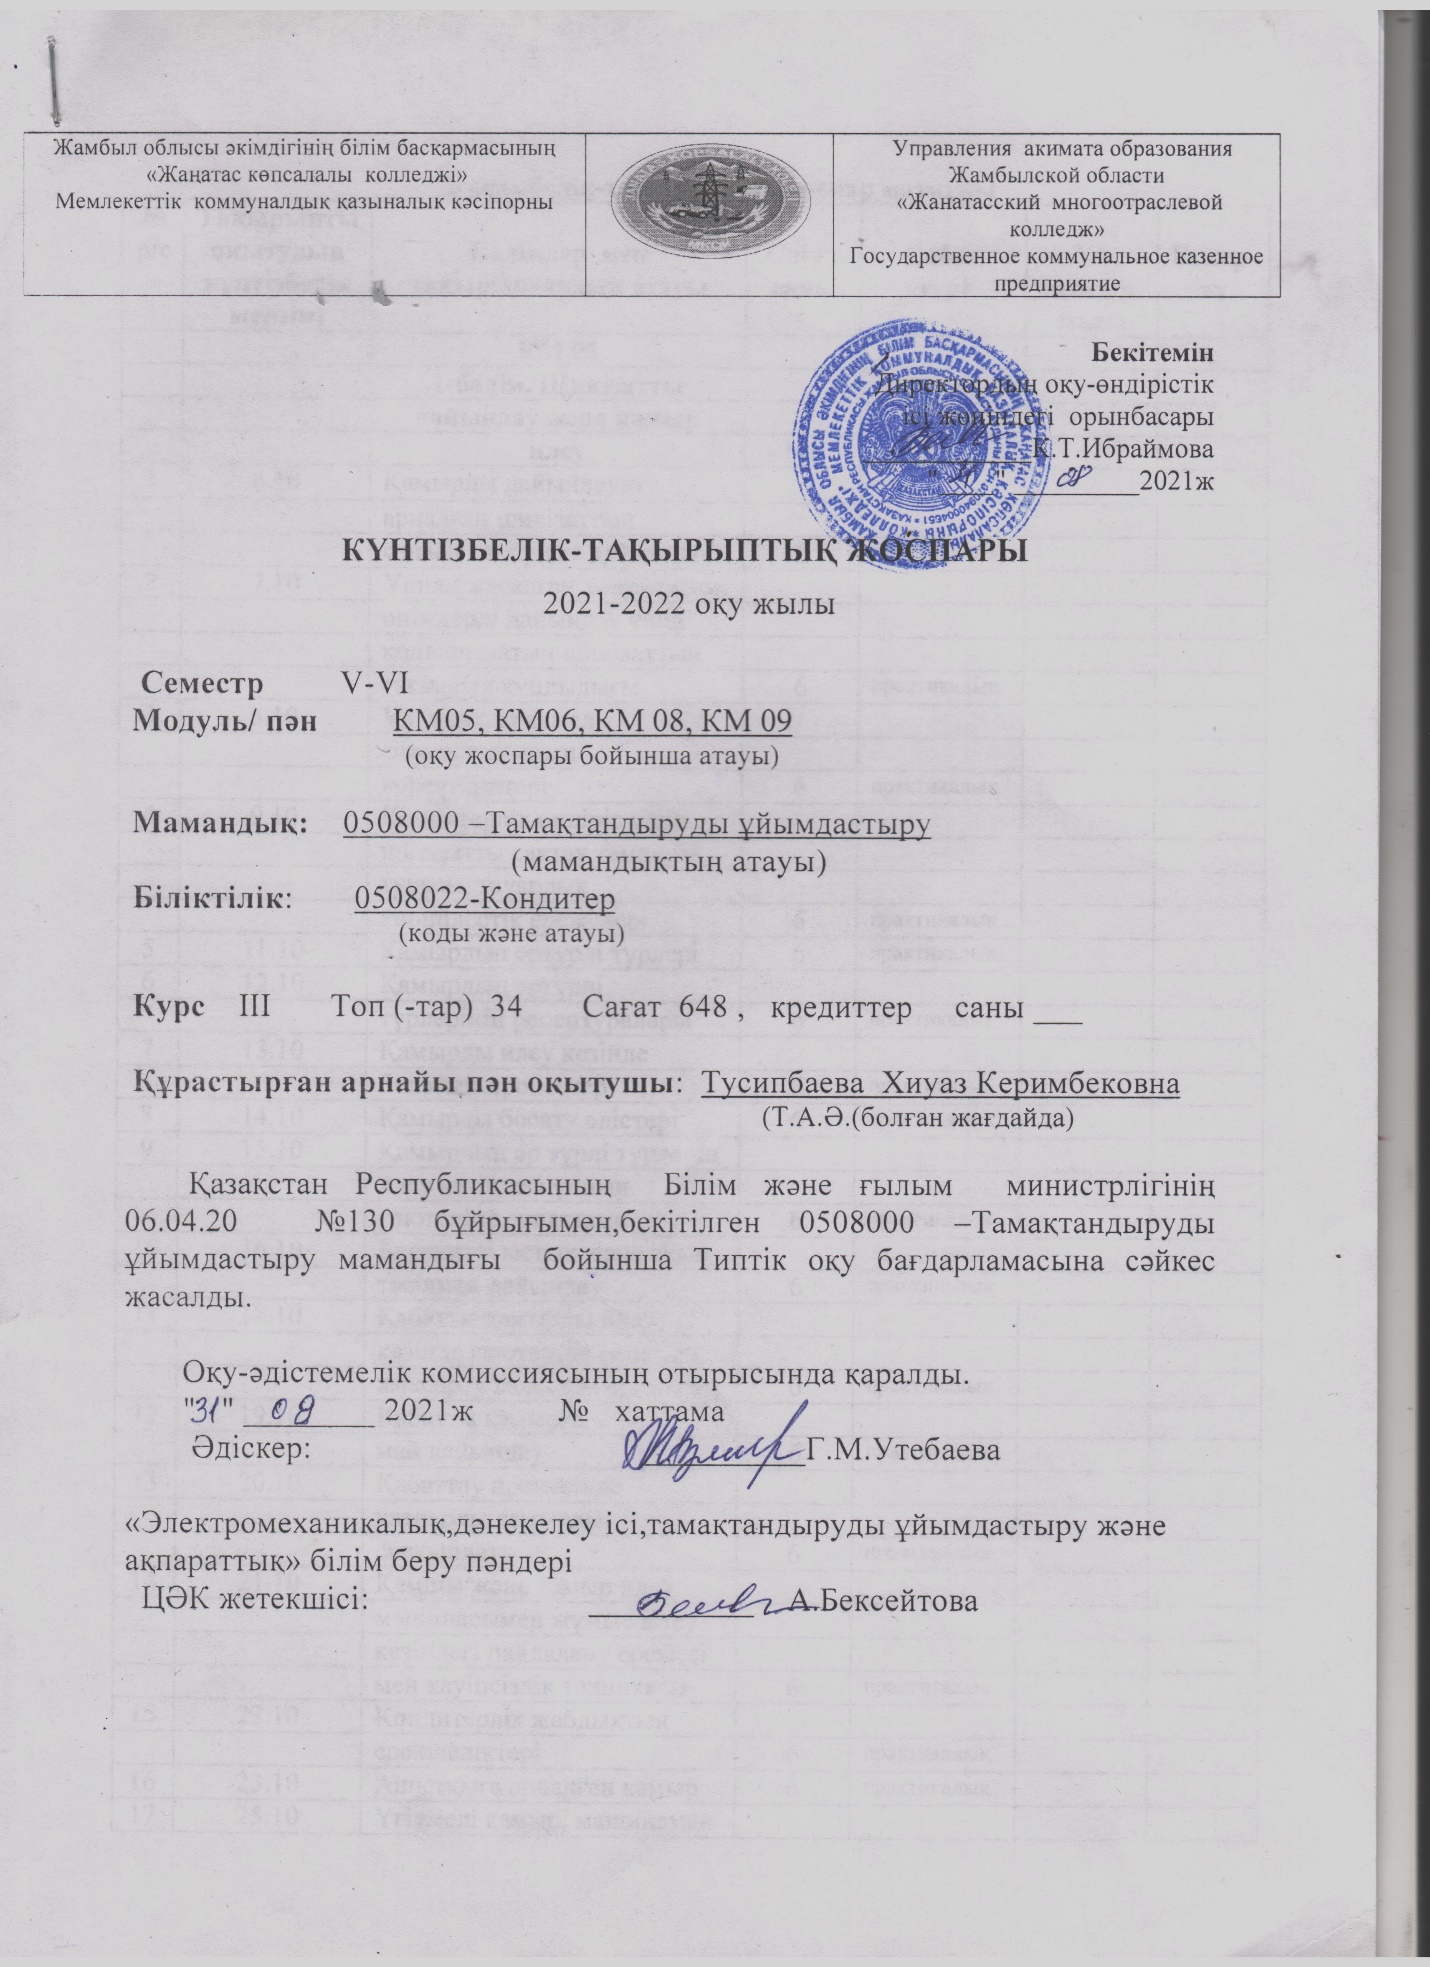 Жамбыл облысы әкімдігінің білім басқармасының
«Жаңатас көпсалалы колледжі»
Мемлекеттік коммуналдық қазыналық кәсіпорны
Управления акимата образования
Жамбылской области
«Жанатасский многоотраслевой
колледж»
Государственное коммунальное казенное
предприятие
Бекітемін
Директордың оқу-өндірістік
ісі жөніндегі орынбасары
К.Т.Ибраймова
"31" 08 2021ж
КҮНТІЗБЕЛІК-ТАҚЫРЫПТЫҚ ЖОСПАРЫ
2021-2022 оқу жылы
Семестр V-VI
Модуль/ пән КМ05, КМ06, КМ 08, КМ 09
(оқу жоспары бойынша атауы)
Мамандық: 0508000 –Тамақтандыруды ұйымдастыру
(мамандықтың атауы)
Біліктілік: 0508022-Кондитер
(коды және атауы)
Курс III Топ (-тар) 34 Сағат 648 , кредиттер саны ___
Құрастырған арнайы пән оқытушы: Тусипбаева Хиуаз Керимбековна
(Т.А.Ә.(болған жағдайда)
Қазақстан Республикасының Білім және ғылым министрлігінің
06.04.20 №130 бұйрығымен,бекітілген 0508000 –Тамақтандыруды
ұйымдастыру мамандығы бойынша Типтік оқу бағдарламасына сәйкес
жасалды.
Оқу-әдістемелік комиссиясының отырысында қаралды.
"31" 08 2021ж № хаттама
Әдіскер: Г.М.Утебаева
«Электромеханикалық,дәнекелеу ісі,тамақтандыруды ұйымдастыру және
ақпараттық» білім беру пәндері
ЦӘК жетекшісі: А.Бексейтова